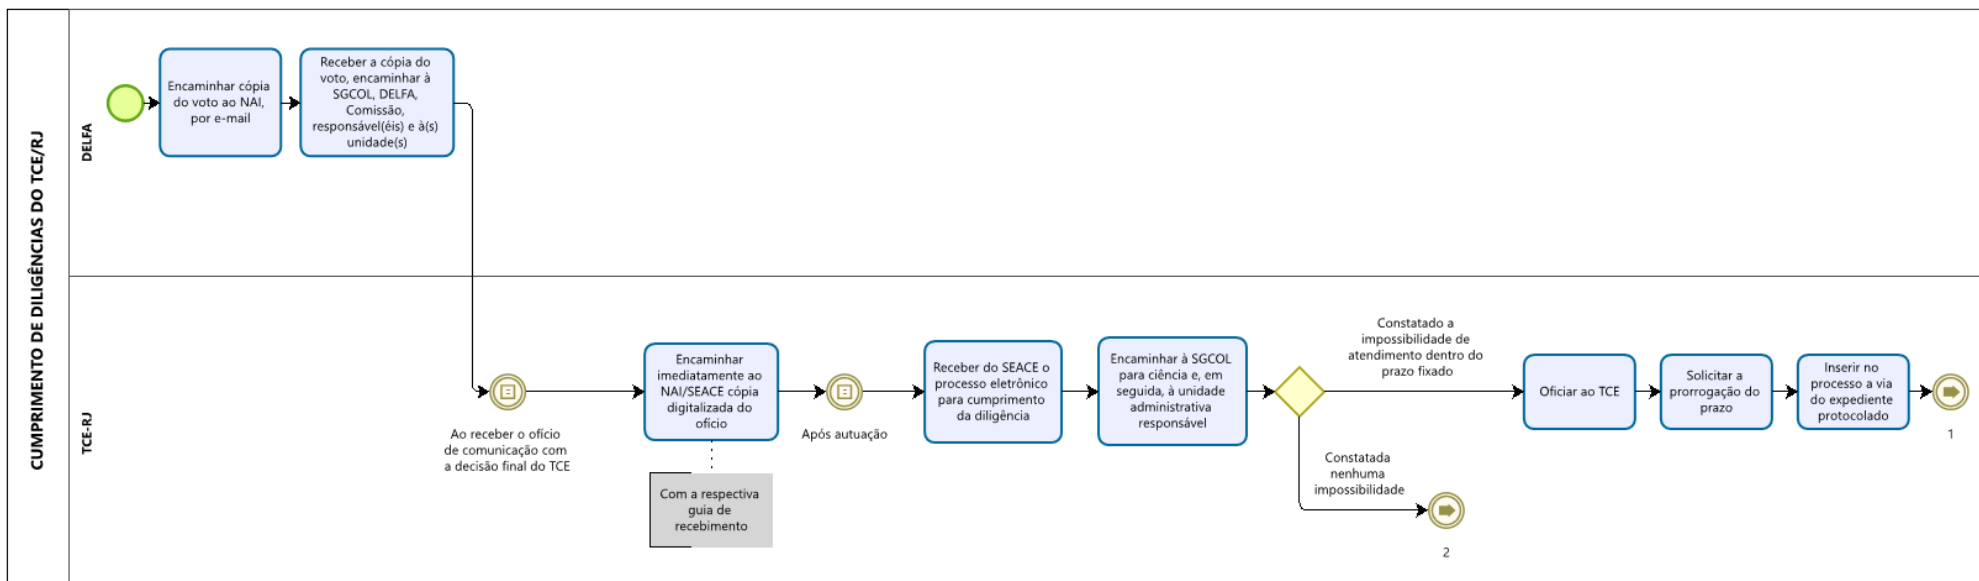 CUMPRIMENTO DE DILIGÊNCIAS DO TCE/RJ
DELFA
Encaminhar cópia
do voto ao NAI,
por e-mail
Receber a cópia do
voto, encaminhar à
SGCOL, DELFA,
Comissão,
responsável(éis) e à(s)
unidade(s)
TCE-RJ
Ao receber o ofício
de comunicação com
a decisão final do TCE
Encaminhar
imediatamente ao
NAI/SEACE cópia
digitalizada do
ofício
Com a respectiva
guia de
recebimento
Após autuação
Receber do SEACE o
processo eletrônico
para cumprimento
da diligência
Encaminhar à SGCOL
para ciência e, em
seguida, à unidade
administrativa
responsável
Constatado a
impossibilidade de
atendimento dentro do
prazo fixado
Constatada
nenhuma
impossibilidade
2
Oficiar ao TCE
Solicitar a
prorrogação do
prazo
Inserir no
processo a via
do expediente
protocolado
1